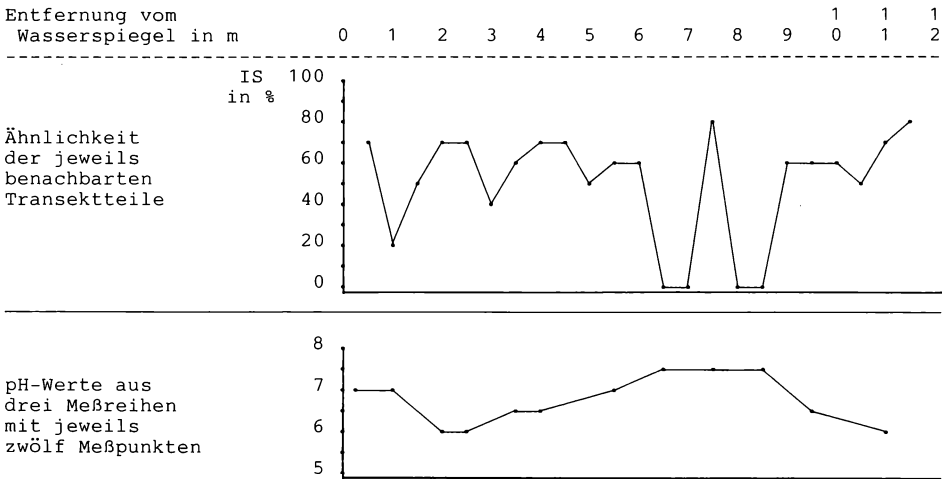 Entfernung vom 1 1 1
Wasserspiegel in m 0 1 2 3 4 5 6 7 8 9 0 1 2
IS 100
in %
80
Ähnlichkeit
der jeweils
60
benachbarten
Transektteile
40
20
0
8
pH-Werte aus
7
drei Meßreihen
mit jeweils
6
zwölf Meßpunkten
5